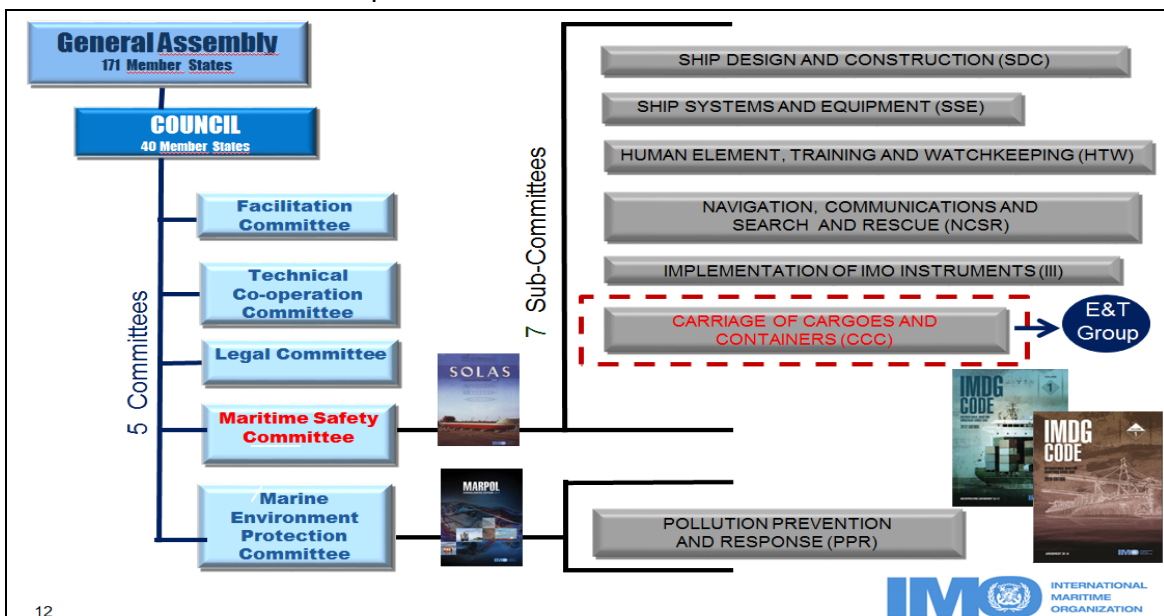 General Assembly
171 Member States
COUNCIL
40 Member States
5 Committees
Facilitation
Committee
Technical
Co-operation
Committee
Legal Committee
Maritime Safety
Committee
Marine
Environment
Protection
Committee
SOLAS
MARPOL
7 Sub-Committees
SHIP DESIGN AND CONSTRUCTION (SDC)
SHIP SYSTEMS AND EQUIPMENT (SSE)
HUMAN ELEMENT, TRAINING AND WATCHKEEPING (HTW)
NAVIGATION, COMMUNICATIONS AND
SEARCH AND RESCUE (NCSR)
IMPLEMENTATION OF IMO INSTRUMENTS (III)
CARRIAGE OF CARGOES AND
CONTAINERS (CCC)
E&T
Group
IMDG
CODE
IMDG
CODE
POLLUTION PREVENTION
AND RESPONSE (PPR)
12
IMO
INTERNATIONAL
MARITIME
ORGANIZATION